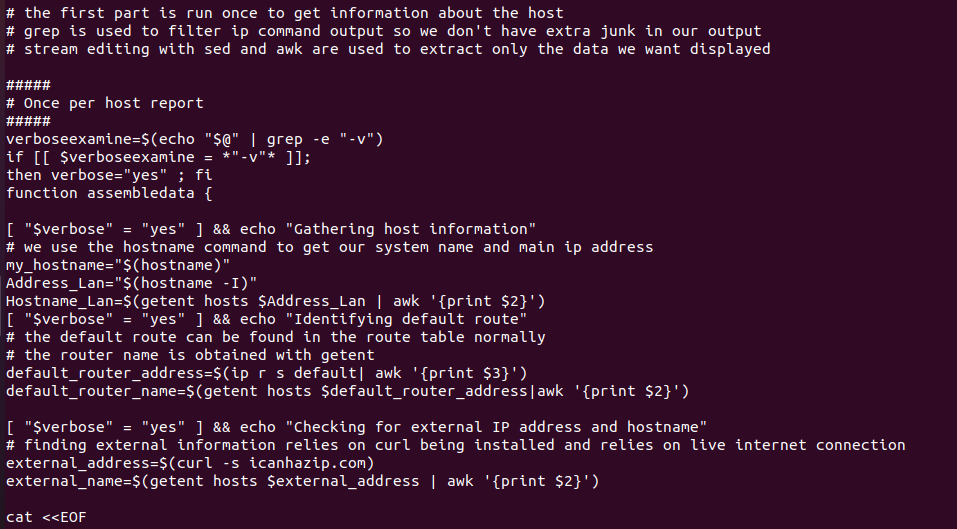 # the first part is run once to get information about the host
# grep is used to filter ip command output so we don't have extra junk in our output
# stream editing with sed and awk are used to extract only the data we want displayed
#####
# Once per host report
#####
verboseexamine=$(echo "$@" | grep -e "-v")
if [[ $verboseexamine = *"-v"* ]];
then verbose="yes" ; fi
function assembledata {
[ "$verbose" = "yes" ] && echo "Gathering host information"
# we use the hostname command to get our system name and main ip address
my_hostname="$(hostname)"
Address_Lan="$(hostname -I)"
Hostname_Lan=$(getent hosts $Address_Lan | awk '{print $2}')
[ "$verbose" = "yes" ] && echo "Identifying default route"
# the default route can be found in the route table normally
# the router name is obtained with getent
default_router_address=$(ip r s default| awk '{print $3}')
default_router_name=$(getent hosts $default_router_address|awk '{print $2}')
[ "$verbose" = "yes" ] && echo "Checking for external IP address and hostname"
# finding external information relies on curl being installed and relies on live internet connection
external_address=$(curl -s icanhazip.com)
external_name=$(getent hosts $external_address | awk '{print $2}')
cat <<EOF